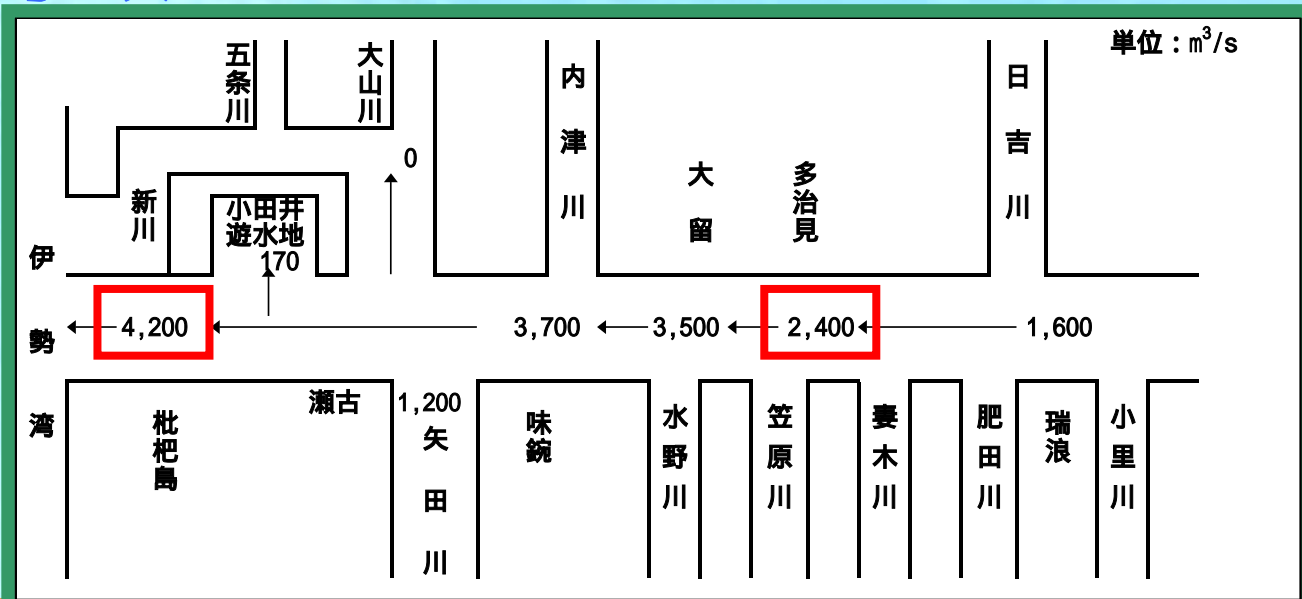 単位：m³/s
五条川
大山川
内津川
日吉川
0
大留
多治見
新川
小田井
遊水地
170
伊勢湾
4,200
3,700
3,500
2,400
1,600
瀬古
1,200
枇杷島
矢田川
味鋺
水野川
笠原川
妻木川
肥田川
瑞浪
小里川